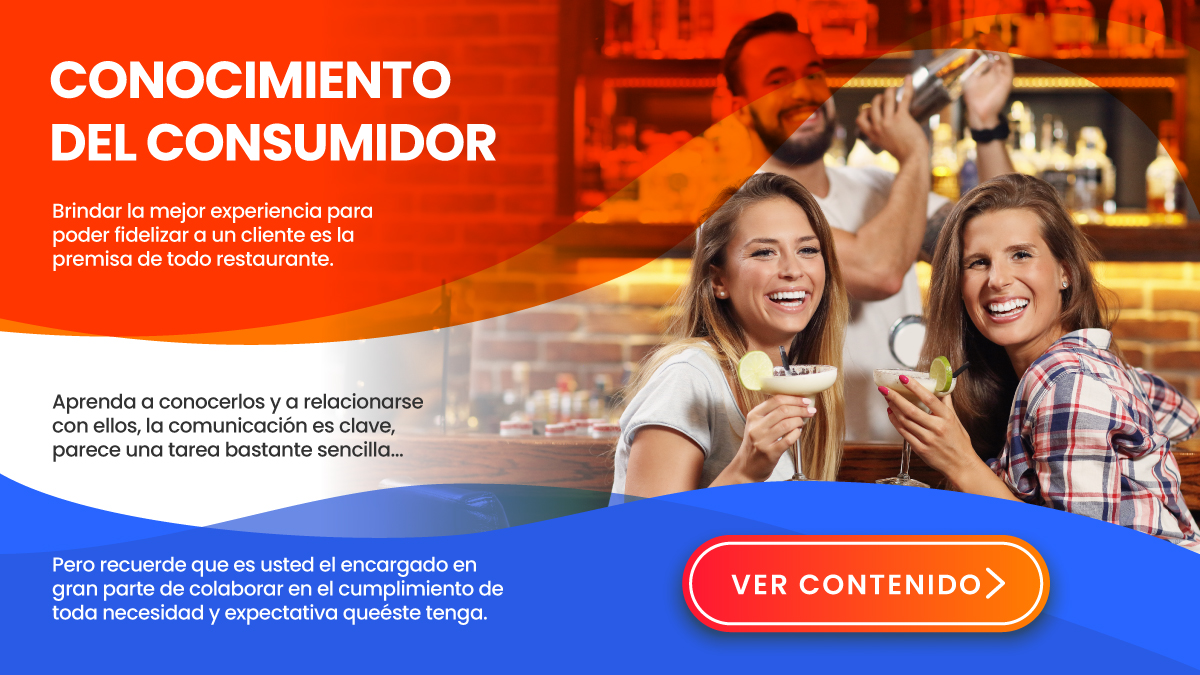 CONOCIMIENTO
DEL CONSUMIDOR
Brindar la mejor experiencia para
poder fidelizar a un cliente es la
premisa de todo restaurante.
Aprenda a conocerlos y a relacionarse
con ellos, la comunicación es clave,
parece una tarea bastante sencilla...
Pero recuerde que es usted el encargado en
gran parte de colaborar en el cumplimiento de
toda necesidad y expectativa queéste tenga.
VER CONTENIDO